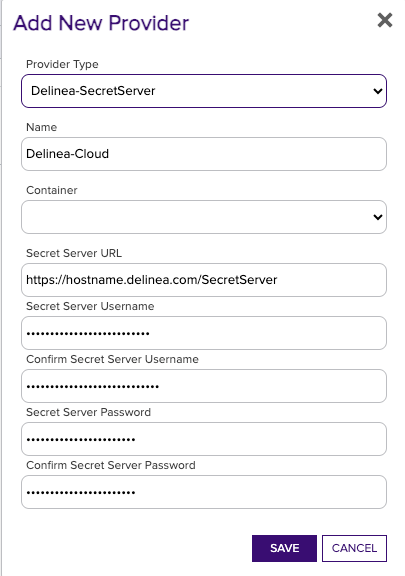 Add New Provider
Provider Type
Delinea-SecretServer
Name
Delinea-Cloud
Container
Secret Server URL
https://hostname.delinea.com/SecretServer
Secret Server Username
••••••••••••••••••••••••••
Confirm Secret Server Username
••••••••••••••••••••••••••••
Secret Server Password
•••••••••••••••••••••••
Confirm Secret Server Password
•••••••••••••••••••••••
SAVE CANCEL